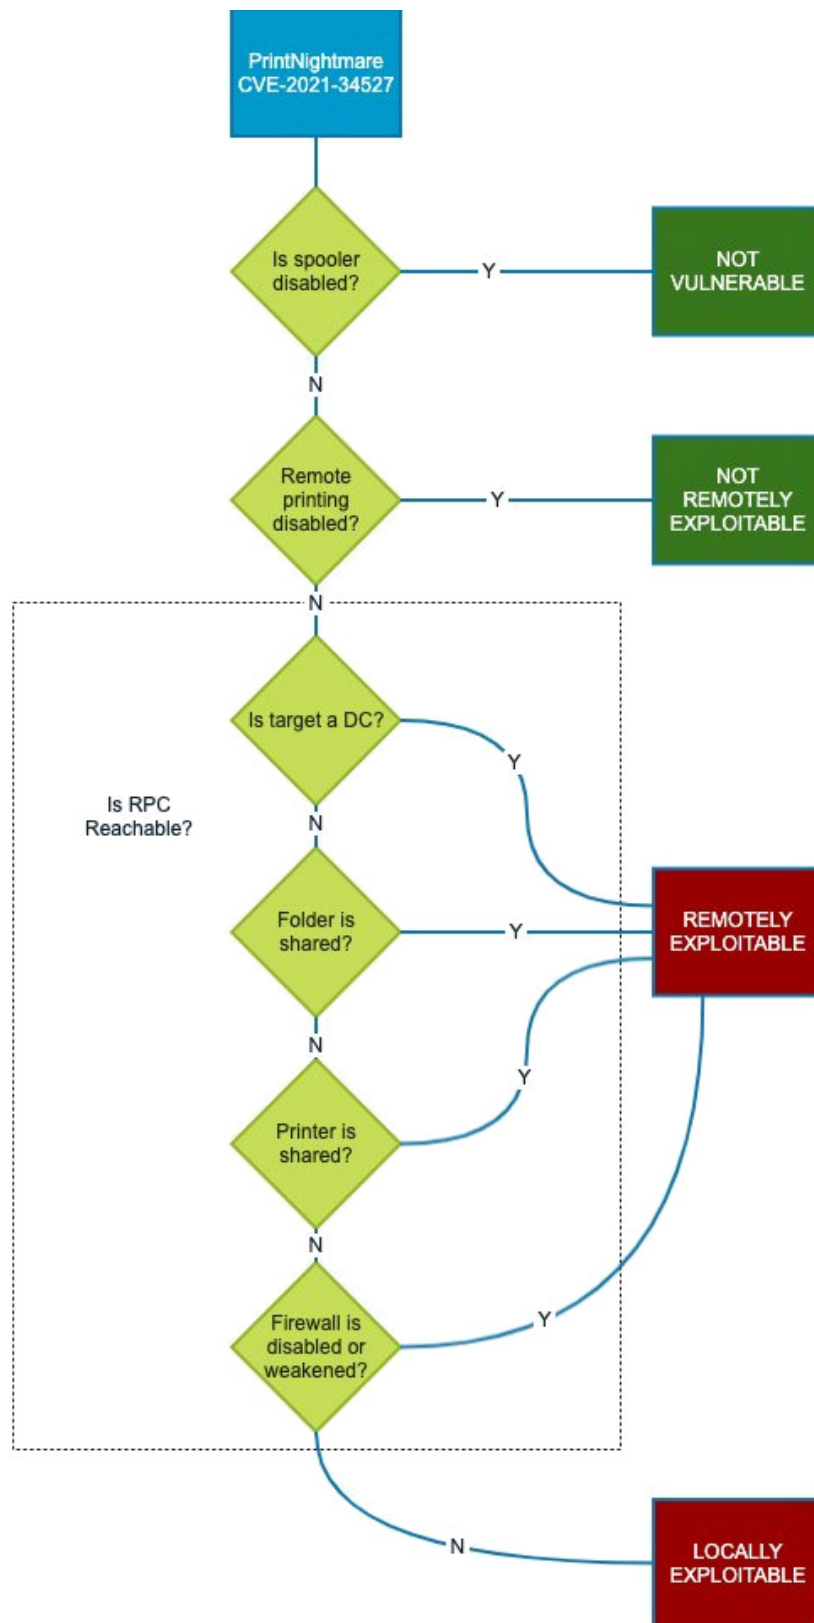 PrintNightmare
CVE-2021-34527
Is spooler
disabled?
Y
NOT
VULNERABLE
N
Remote
printing
disabled?
Y
NOT
REMOTELY
EXPLOITABLE
N
Is target a DC?
Y
Is RPC
Reachable?
N
Folder is
shared?
Y
REMOTELY
EXPLOITABLE
N
Y
Printer is
shared?
N
Firewall is
disabled or
weakened?
Y
N
LOCALLY
EXPLOITABLE